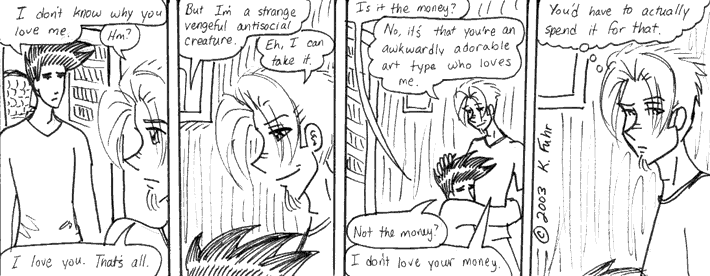 I don't know why you
love me.
Hm?
I love you. That's all.
But I'm a strange
vengeful antisocial
creature.
Eh, I can
take it.
Is it the money?
No, it's that you're an
awkwardly adorable
art type who loves
me.
Not the money?
I don't love your money.
You'd have to actually
spend it for that.
© 2003 K. Fuhr